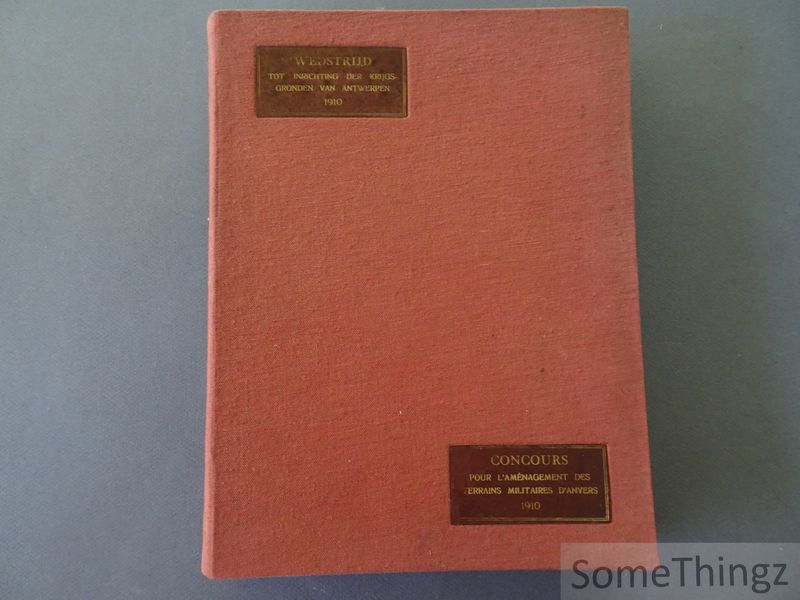 WEDSTRIJD
TOT INRICHTING DER KRIJGS-
GRONDEN VAN ANTWERPEN
1910
CONCOURS
POUR L'AMÉNAGEMENT DES
TERRAINS MILITAIRES D'ANVERS
1910
SomeThingz